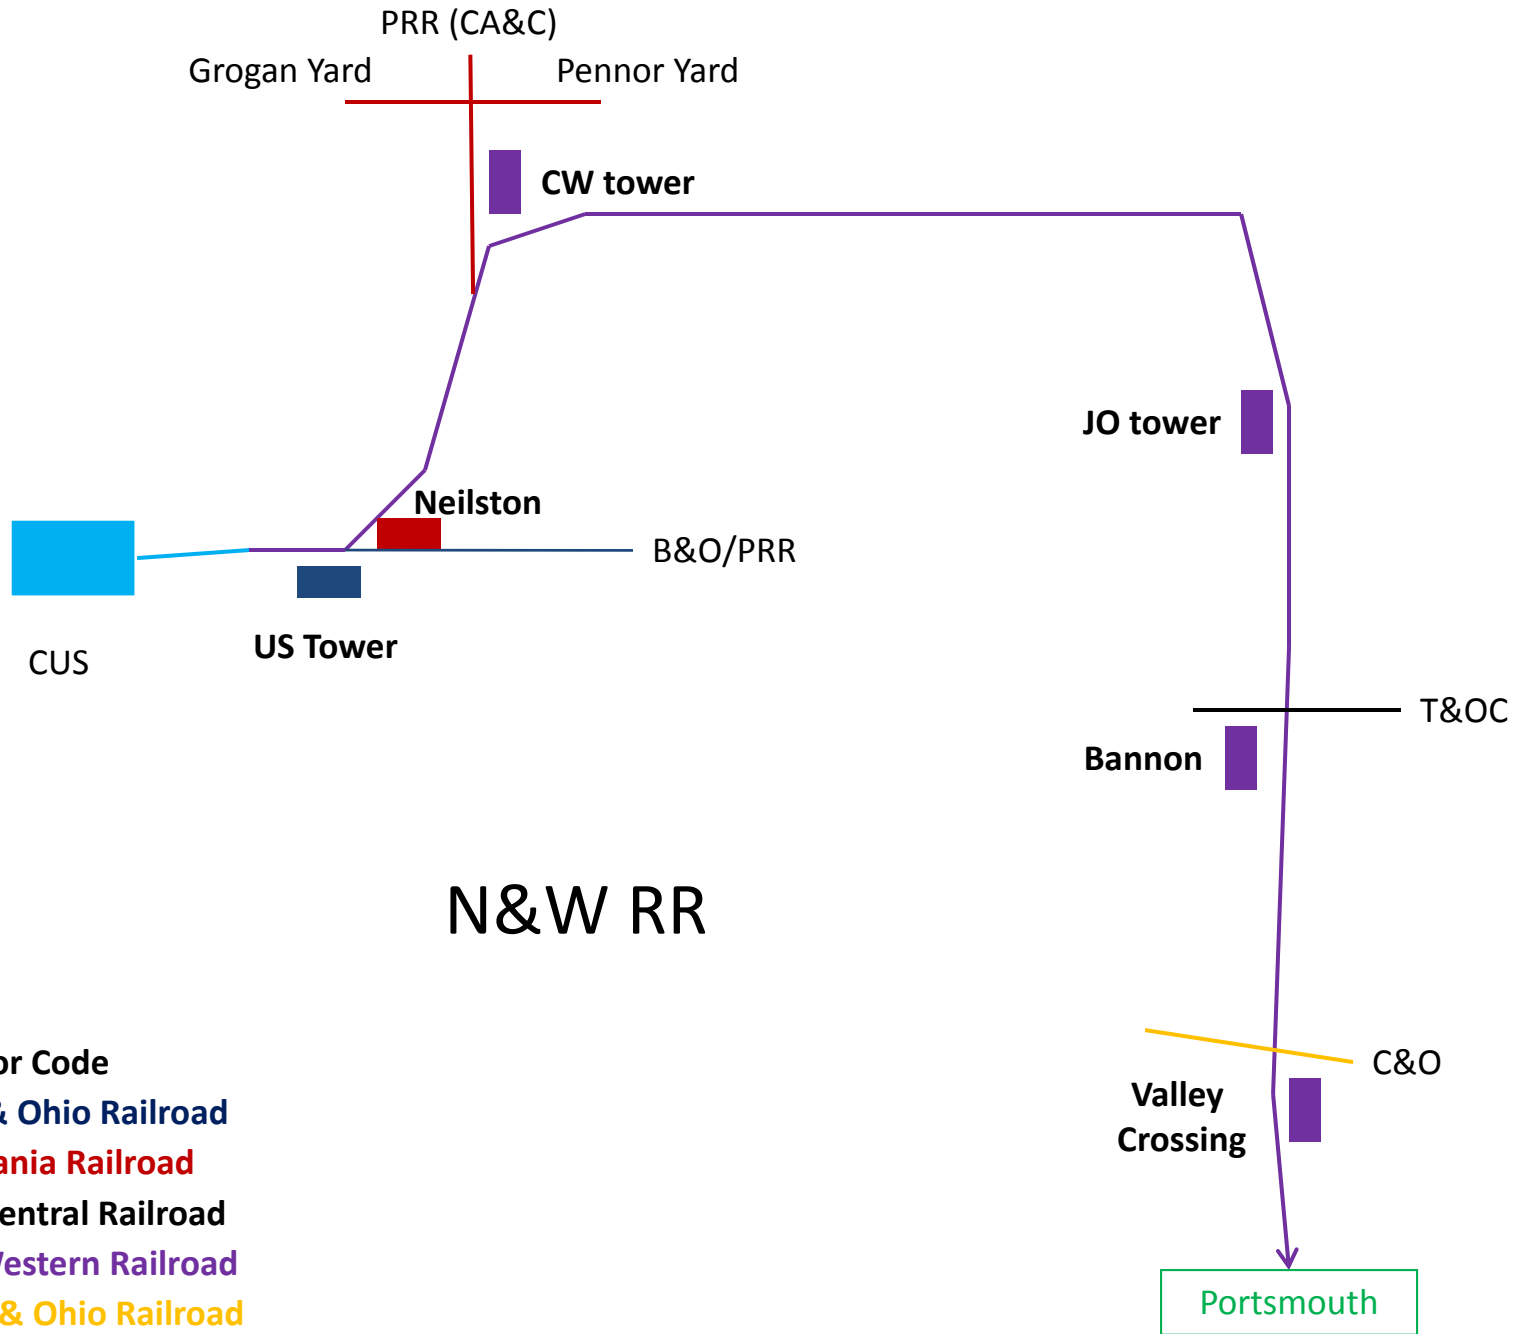 PRR (CA&C)
Grogan Yard
Pennor Yard
CW tower
JO tower
Neilston
B&O/PRR
US Tower
CUS
T&OC
Bannon
N&W RR
C&O
Valley
Crossing
or Code
& Ohio Railroad
ania Railroad
entral Railroad
Western Railroad
& Ohio Railroad
Portsmouth